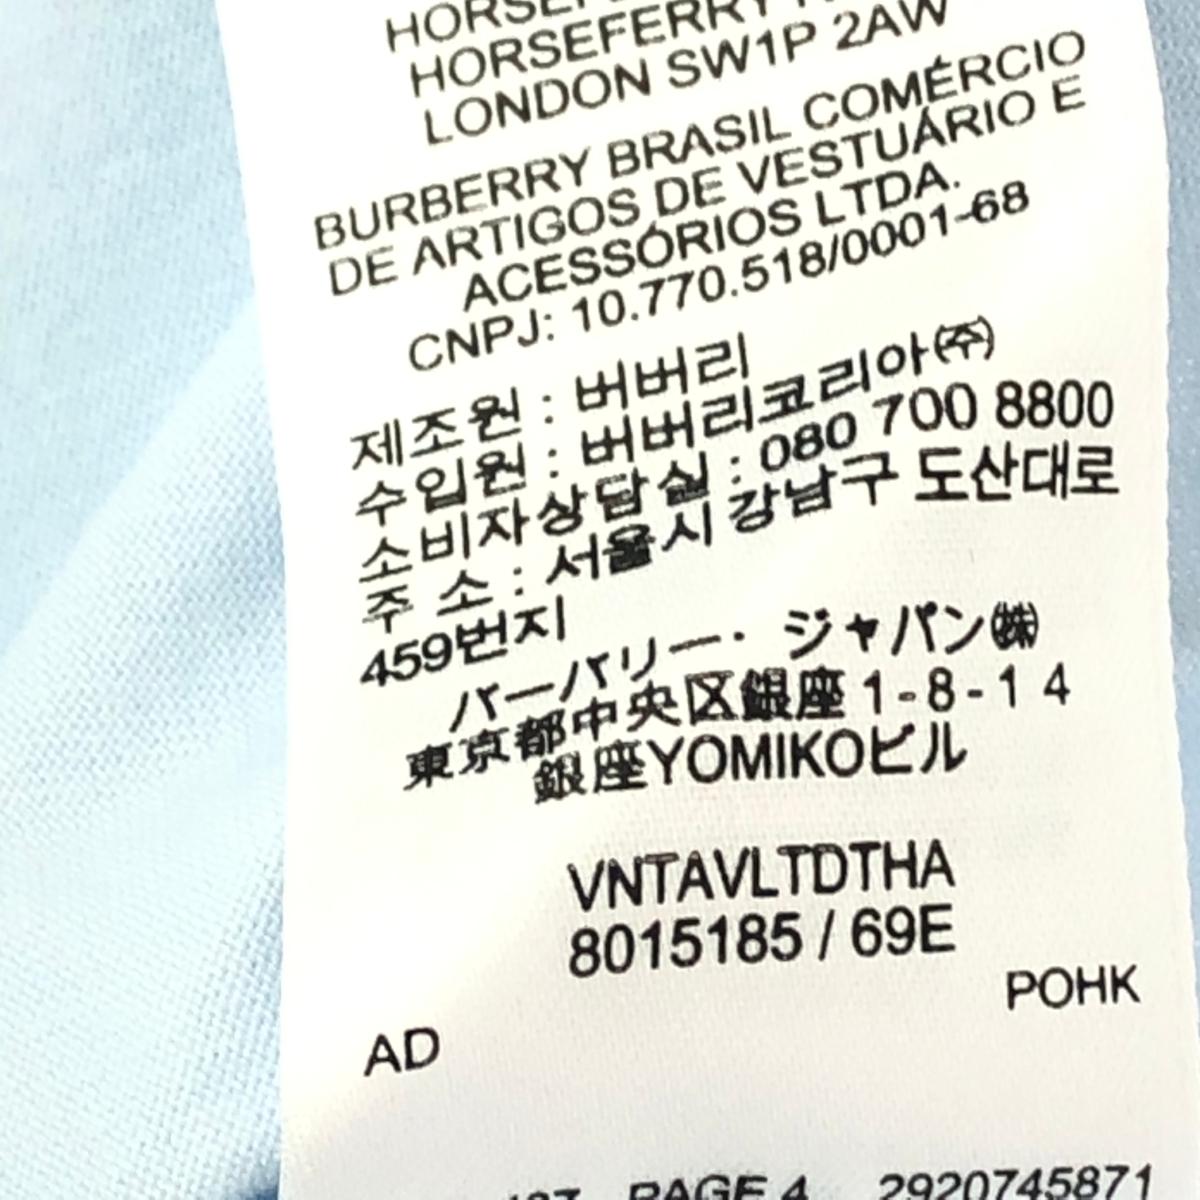 HORSEFERRY
LONDON SW1P 2AW
BURBERRY BRASIL COMÉRCIO
DE ARTIGOS DE VESTUÁRIO E
ACESSÓRIOS LTDA.
CNPJ: 10.770.518/0001-68
제조원 : 버버리
수입원 : 버버리코리아㈜
소비자상담실 : 080 700 8800
주 소 : 서울시 강남구 도산대로
459번지
バーバリー・ジャパン㈱
東京都中央区銀座 1-8-14
銀座YOMIKOビル
VNTAVLTDTHA
8015185 / 69E
POHK
AD
PAGE 4 2920745871